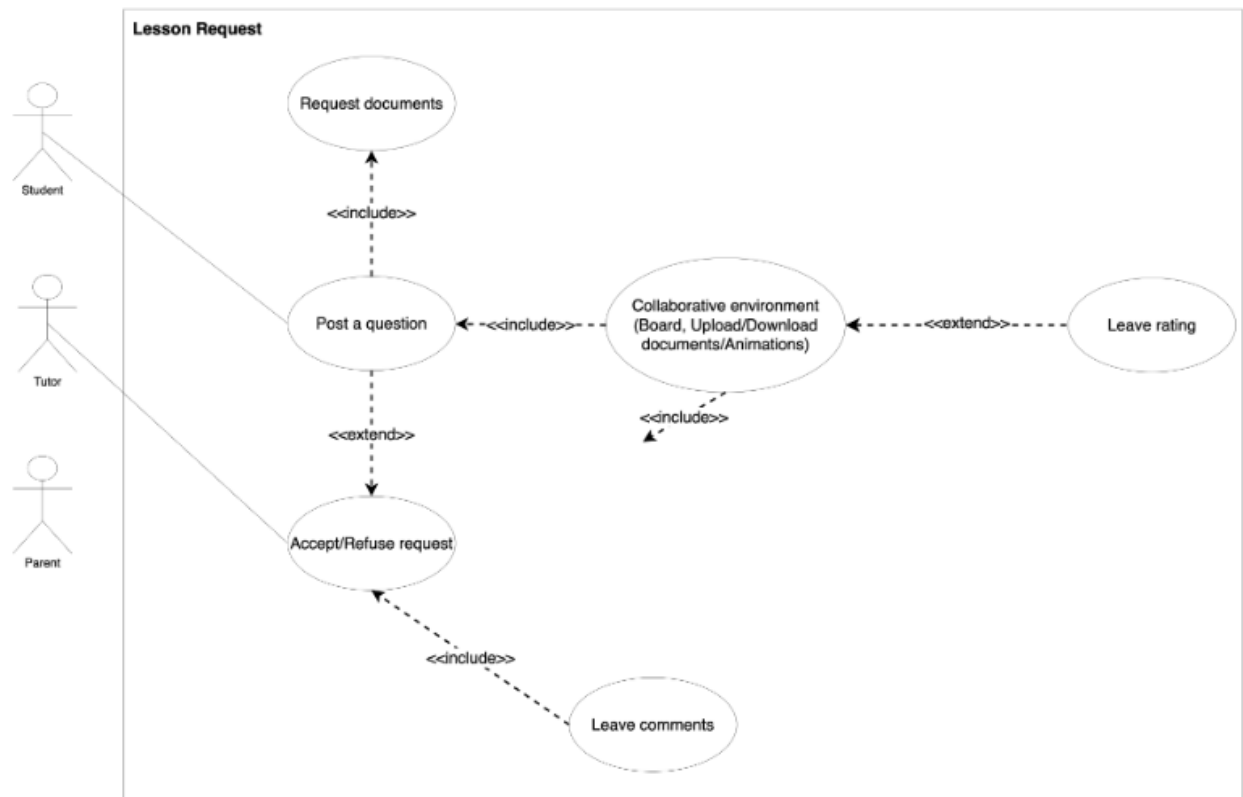 Lesson Request
Request documents
Student
<<include>>
Post a question
<<include>>
Collaborative environment
(Board, Upload/Download
documents/Animations)
<<extend>>
Leave rating
Tutor
<<include>>
<<extend>>
Accept/Refuse request
Parent
<<include>>
Leave comments